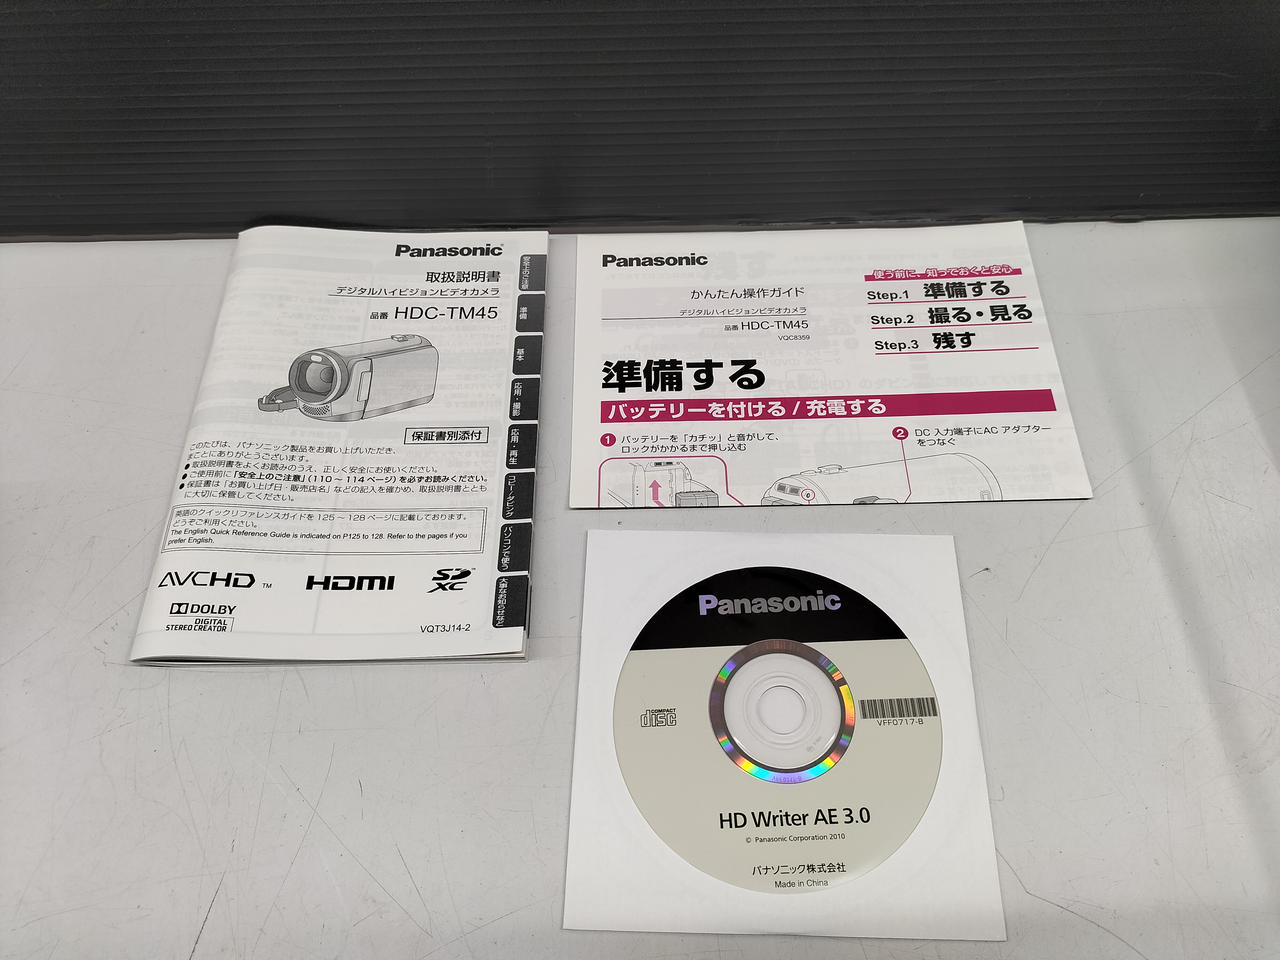 Panasonic
取扱説明書
デジタルハイビジョンビデオカメラ
品番 HDC-TM45
保証書別添付
このたびは、パナソニック製品をお買い上げいただき、
まことにありがとうございます。
●取扱説明書をよくお読みのうえ、正しく安全にお使いください。
●ご使用前に「安全上のご注意」(110～114ページ)を必ずお読みください。
●保証書は「お買い上げ日・販売店名」などの記入を確かめ、取扱説明書ととも
に大切に保管してください。
英語のクイックリファレンスガイドを 125 ～ 128 ページに記載しております。
どうぞご利用ください。
The English Quick Reference Guide is indicated on P125 to 128. Refer to the pages if you
prefer English.
AVCHD™
HDMI
SD XC™
DOLBY
DIGITAL
STEREO CREATOR
VQT3J14-2
安全上のご注意
準備
基本
応用・撮影
応用・再生
コピー/ダビング
パソコンで使う
大事なお知らせなど
Panasonic
かんたん操作ガイド
デジタルハイビジョンビデオカメラ
品番 HDC-TM45
VQC8359
使う前に、知っておくと安心
Step.1 準備する
Step.2 撮る・見る
Step.3 残す
準備する
バッテリーを付ける / 充電する
1 バッテリーを「カチッ」と音がして、
ロックがかかるまで押し込む
2 DC 入力端子にAC アダプター
をつなぐ
Panasonic
COMPACT
disc
VFF0717-B
HD Writer AE 3.0
© Panasonic Corporation 2010
パナソニック株式会社
Made in China